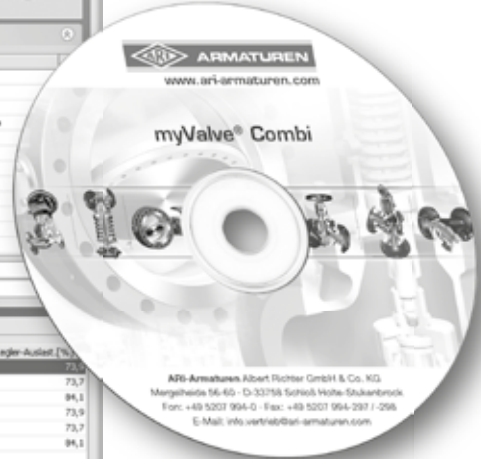 ARI ARMATUREN
www.ari-armaturen.com
myValve® Combi
ARI-Armaturen Albert Richter GmbH & Co. KG
Mergelheide 56-60 - D-33758 Schloß Holte-Stukenbrock
Fon: +49 5207 994-0 - Fax: +49 5207 994-297 / -298
E-Mail: info.vertrieb@ari-armaturen.com
egler-Auslast.[%
73,9
73,7
84,1
73,9
73,7
84,1